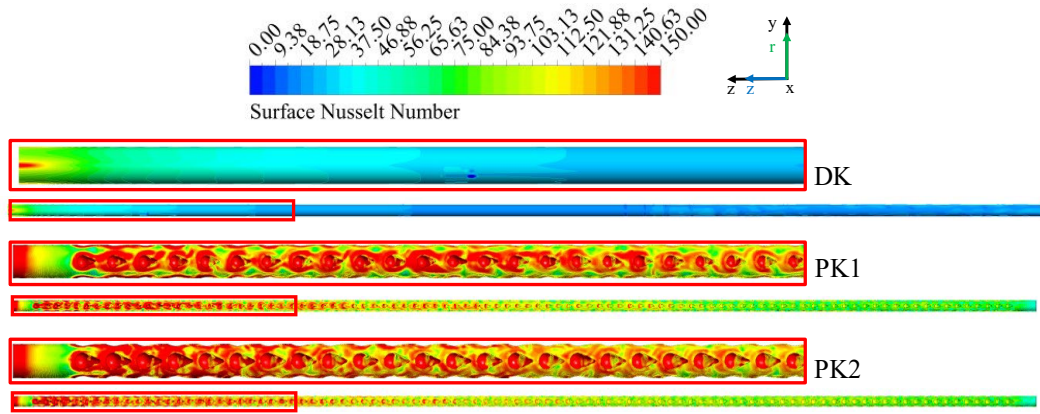 0.00
9.38
18.75
28.13
37.50
46.88
56.25
65.63
75.00
84.38
93.75
103.13
112.50
121.88
131.25
140.63
150.00
Surface Nusselt Number
y
r
z z x
DK
PK1
PK2